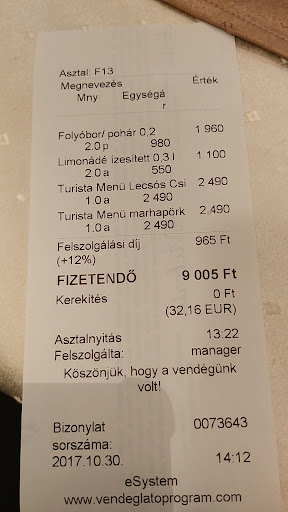 Asztal: F13
Megnevezés Érték
Mny Egységá
r
Folyóbor/ pohár 0,2 1 960
2.0 p 980
Limonádé ízesített 0,3 l 1 100
2.0 a 550
Turista Menü Lecsós Csi 2 490
1.0 a 2 490
Turista Menü marhapörk 2 490
1.0 a 2 490
Felszolgálási díj 965 Ft
(+12%)
FIZETENDŐ 9 005 Ft
Kerekítés 0 Ft
(32,16 EUR)
Asztalnyitás 13:22
Felszolgálta: manager
Köszönjük, hogy a vendégünk
volt!
Bizonylat 0073643
sorszáma:
2017.10.30. 14:12
eSystem
www.vendeglatoprogram.com